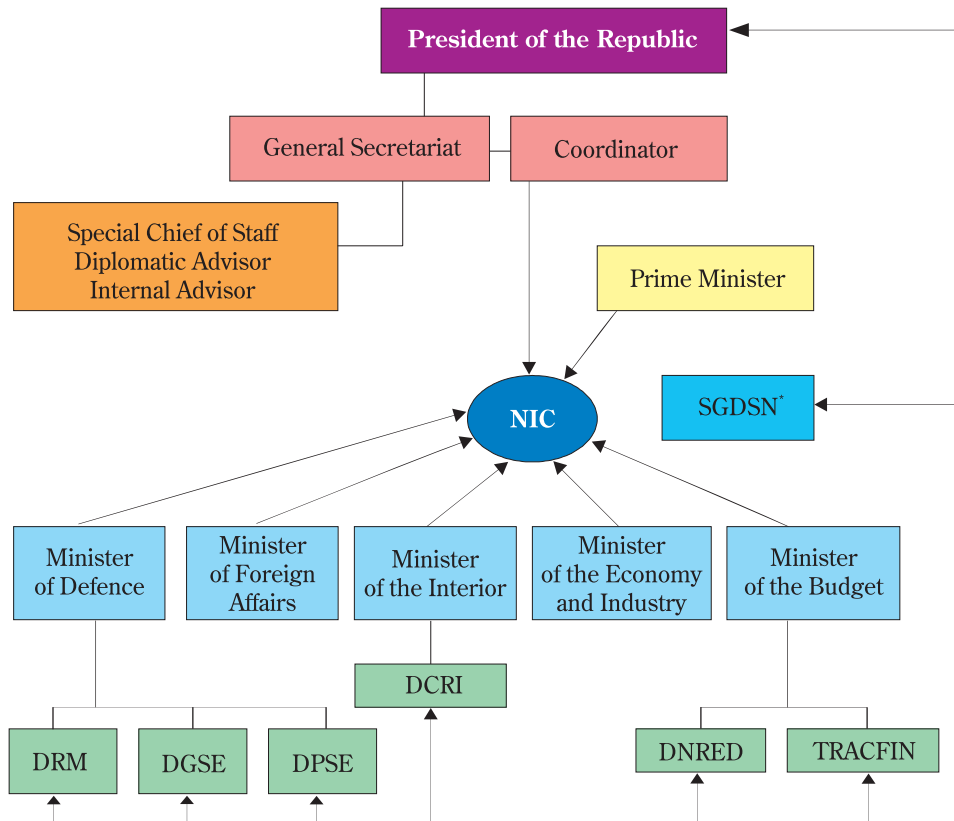 President of the Republic
General Secretariat
Coordinator
Special Chief of Staff
Diplomatic Advisor
Internal Advisor
Prime Minister
NIC
SGDSN*
Minister
of Defence
Minister
of Foreign
Affairs
Minister
of the Interior
Minister
of the Economy
and Industry
Minister
of the Budget
DCRI
DRM
DGSE
DPSE
DNRED
TRACFIN